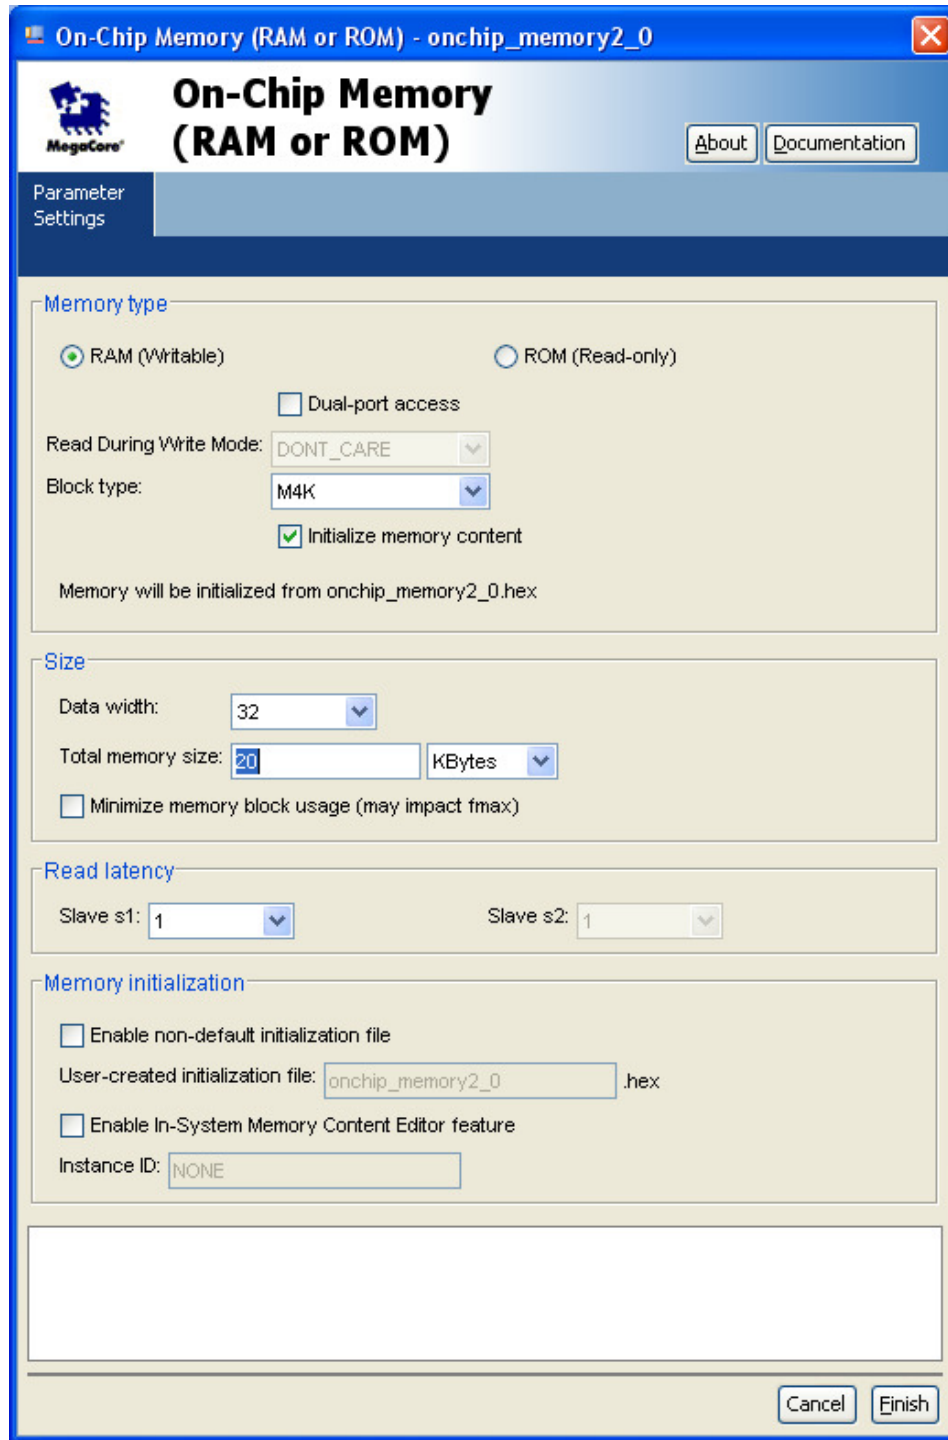 On-Chip Memory (RAM or ROM) - onchip_memory2_0
MegaCore®
On-Chip Memory
(RAM or ROM)
About
Documentation
Parameter
Settings
Memory type
RAM (Writable)
ROM (Read-only)
Dual-port access
Read During Write Mode: DONT_CARE
Block type: M4K
Initialize memory content
Memory will be initialized from onchip_memory2_0.hex
Size
Data width: 32
Total memory size: 20 KBytes
Minimize memory block usage (may impact fmax)
Read latency
Slave s1: 1 Slave s2: 1
Memory initialization
Enable non-default initialization file
User-created initialization file: onchip_memory2_0 .hex
Enable In-System Memory Content Editor feature
Instance ID: NONE
Cancel
Finish